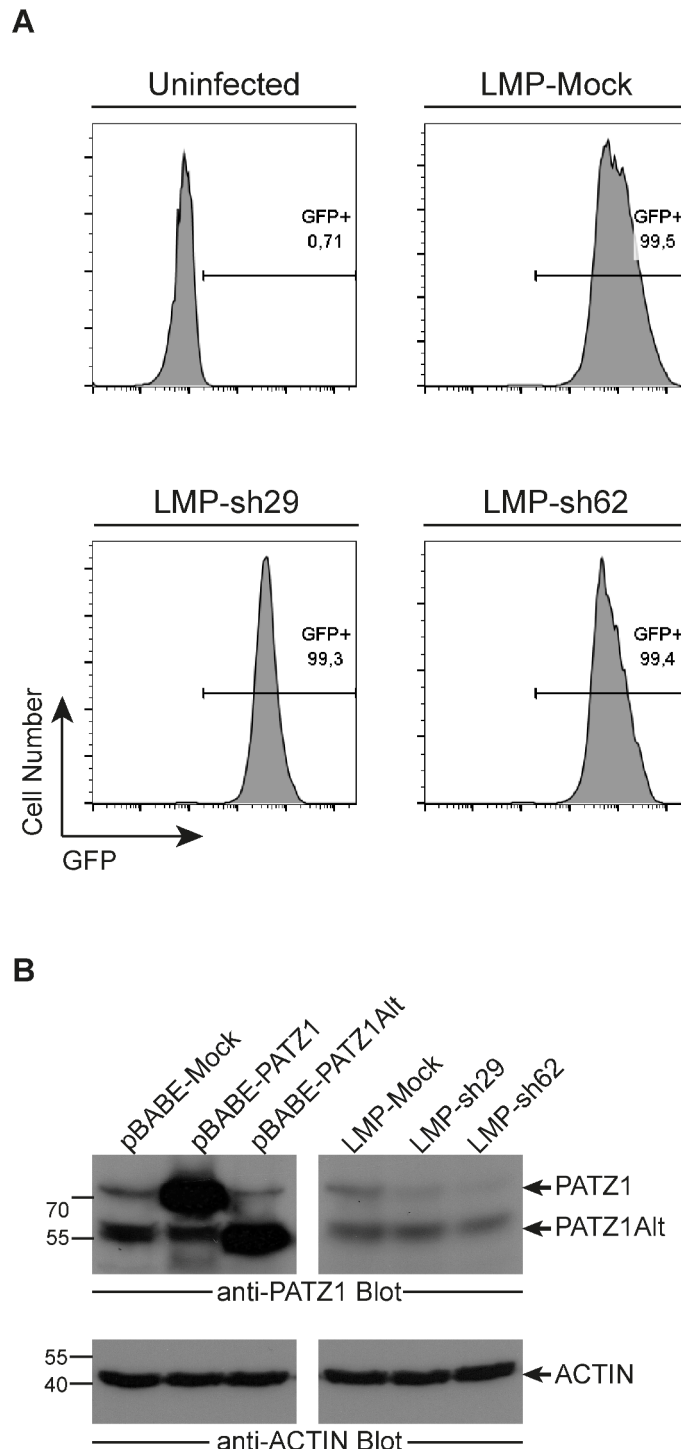 A
Uninfected
LMP-Mock
GFP+
0,71
GFP+
99,5
LMP-sh29
LMP-sh62
GFP+
99,3
GFP+
99,4
Cell Number
GFP
B
pBABE-Mock
pBABE-PATZ1
pBABE-PATZ1Alt
LMP-Mock
LMP-sh29
LMP-sh62
70
55
PATZ1
PATZ1Alt
anti-PATZ1 Blot
55
40
ACTIN
anti-ACTIN Blot